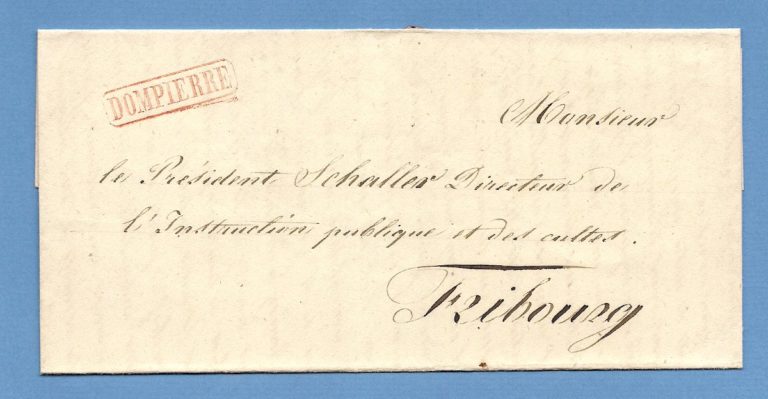 DOMPIERRE
Monsieur
le Président Schaller Directeur de
l'Instruction publique et des cultes.
Fribourg